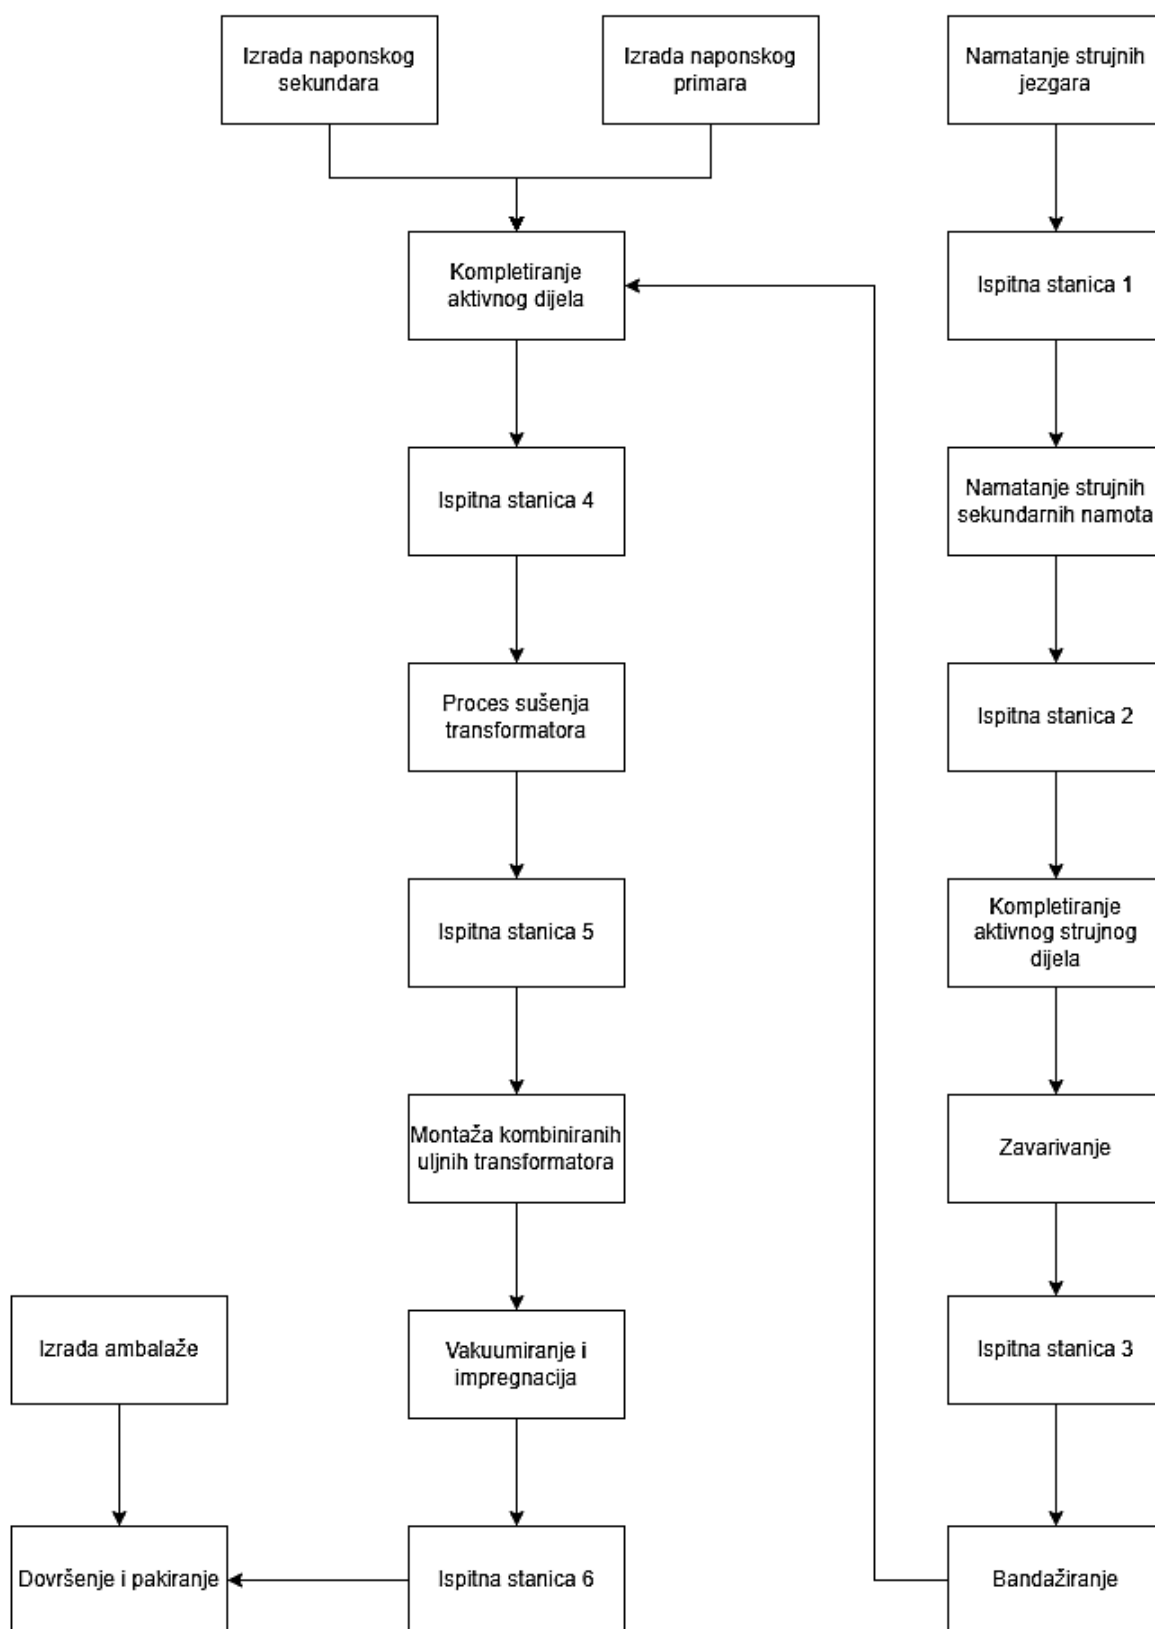 Izrada naponskog
sekundara
Izrada naponskog
primara
Namatanje strujnih
jezgara
Kompletiranje
aktivnog dijela
Ispitna stanica 1
Ispitna stanica 4
Namatanje strujnih
sekundarnih namota
Proces sušenja
transformatora
Ispitna stanica 2
Ispitna stanica 5
Kompletiranje
aktivnog strujnog
dijela
Montaža kombiniranih
uljnih transformatora
Zavarivanje
Izrada ambalaže
Vakuumiranje i
impregnacija
Ispitna stanica 3
Dovršenje i pakiranje
Ispitna stanica 6
Bandažiranje